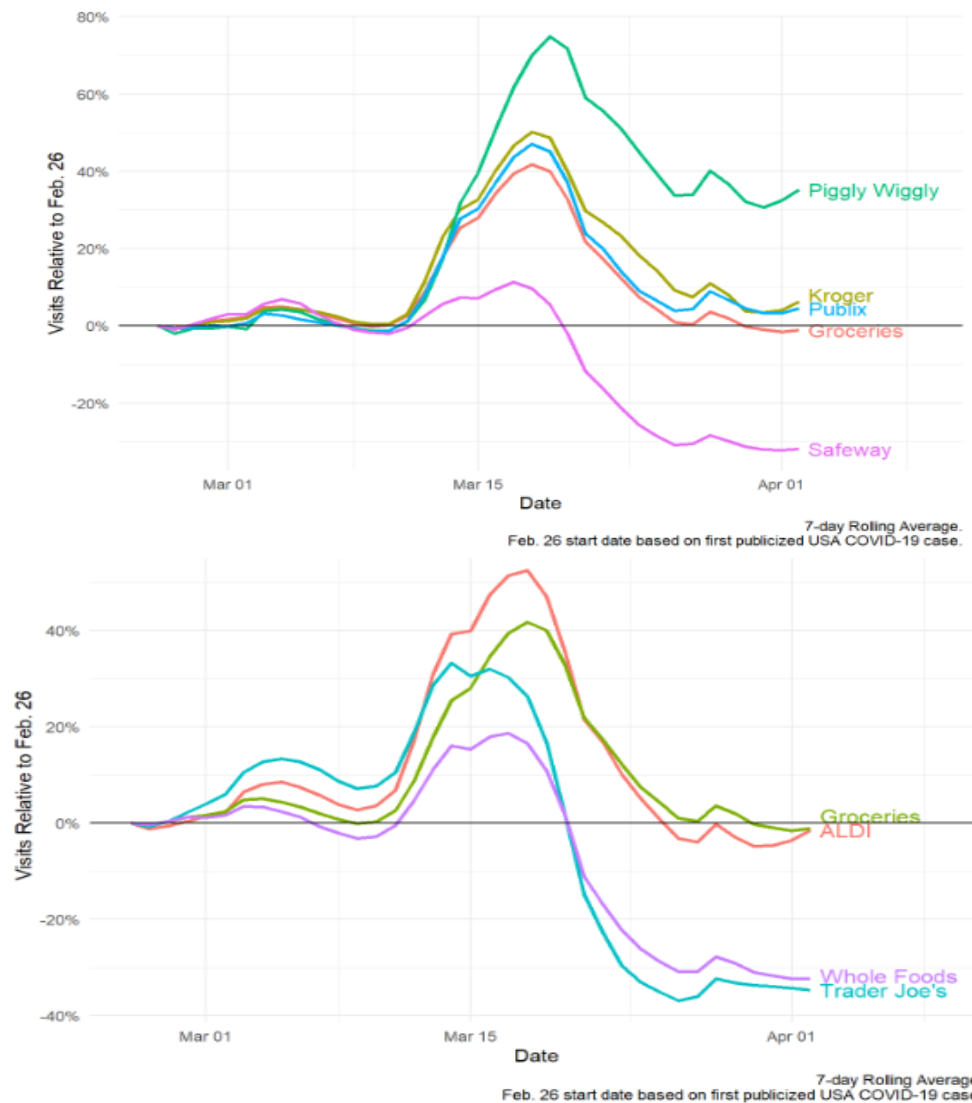 80%
60%
40%
20%
0%
-20%
Visits Relative to Feb. 26
Piggly Wiggly
Kroger
Publix
Groceries
Safeway
Mar 01
Mar 15
Apr 01
Date
7-day Rolling Average.
Feb. 26 start date based on first publicized USA COVID-19 case.
40%
20%
0%
-20%
-40%
Visits Relative to Feb. 26
Groceries
ALDI
Whole Foods
Trader Joe's
Mar 01
Mar 15
Apr 01
Date
7-day Rolling Average
Feb. 26 start date based on first publicized USA COVID-19 case